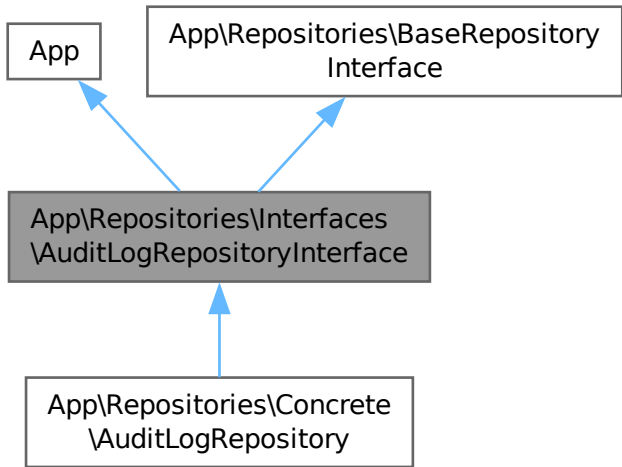 App
App\Repositories\BaseRepository
Interface
App\Repositories\Interfaces
\AuditLogRepositoryInterface
App\Repositories\Concrete
\AuditLogRepository